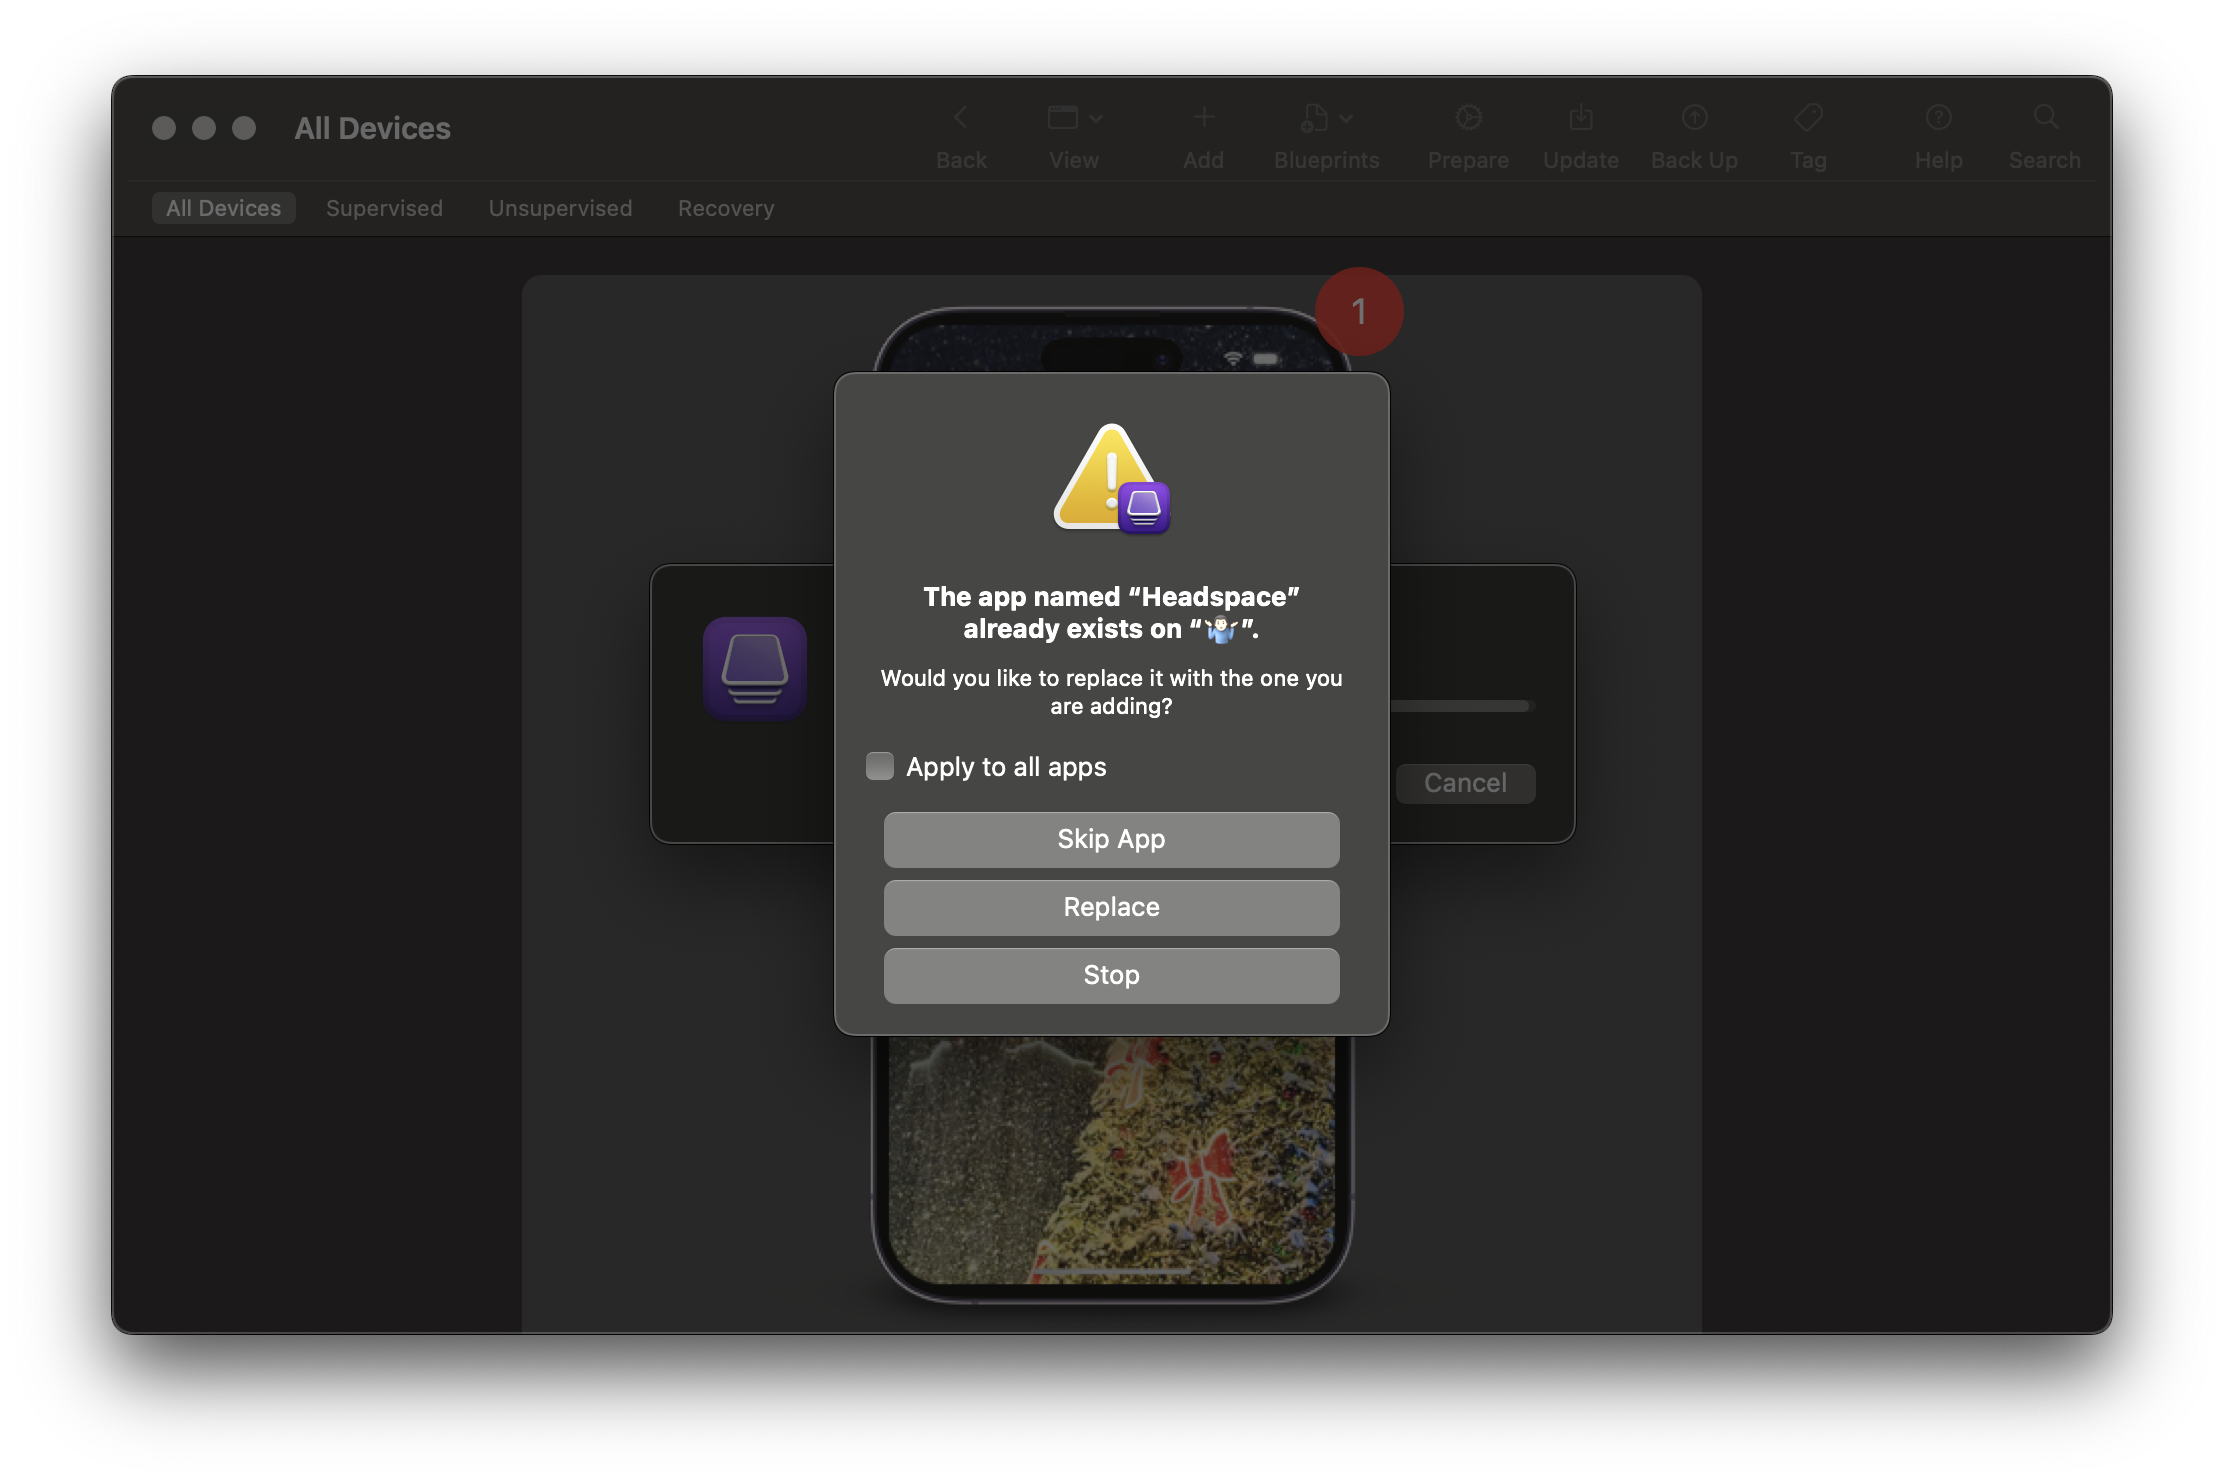 All Devices
Back
View
Add
Blueprints
Prepare
Update
Back Up
Tag
Help
Search
All Devices
Supervised
Unsupervised
Recovery
1
The app named “Headspace”
already exists on “🤷🏻‍♂️”.
Would you like to replace it with the one you
are adding?
Apply to all apps
Skip App
Replace
Stop
Cancel